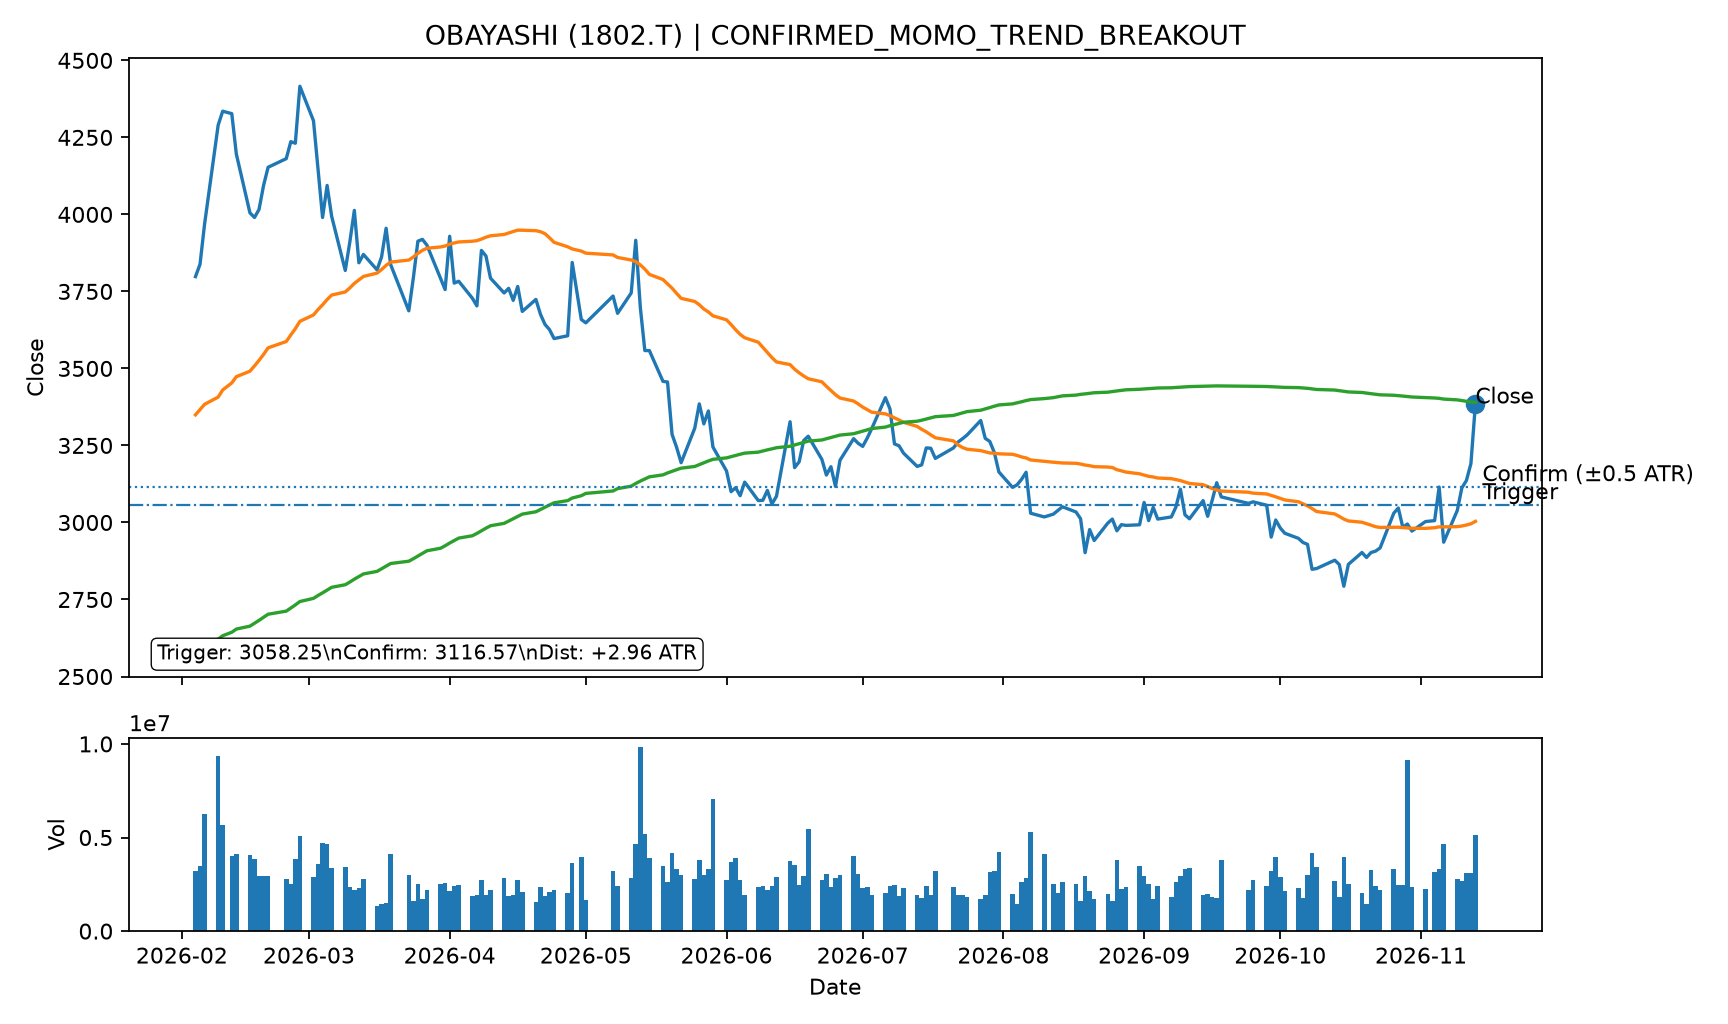 OBAYASHI (1802.T) | CONFIRMED_MOMO_TREND_BREAKOUT
Close
4500
4250
4000
3750
3500
3250
3000
2750
2500
Close
Confirm (±0.5 ATR)
Trigger
Trigger: 3058.25\nConfirm: 3116.57\nDist: +2.96 ATR
1e7
Vol
1.0
0.5
0.0
2026-02 2026-03 2026-04 2026-05 2026-06 2026-07 2026-08 2026-09 2026-10 2026-11
Date